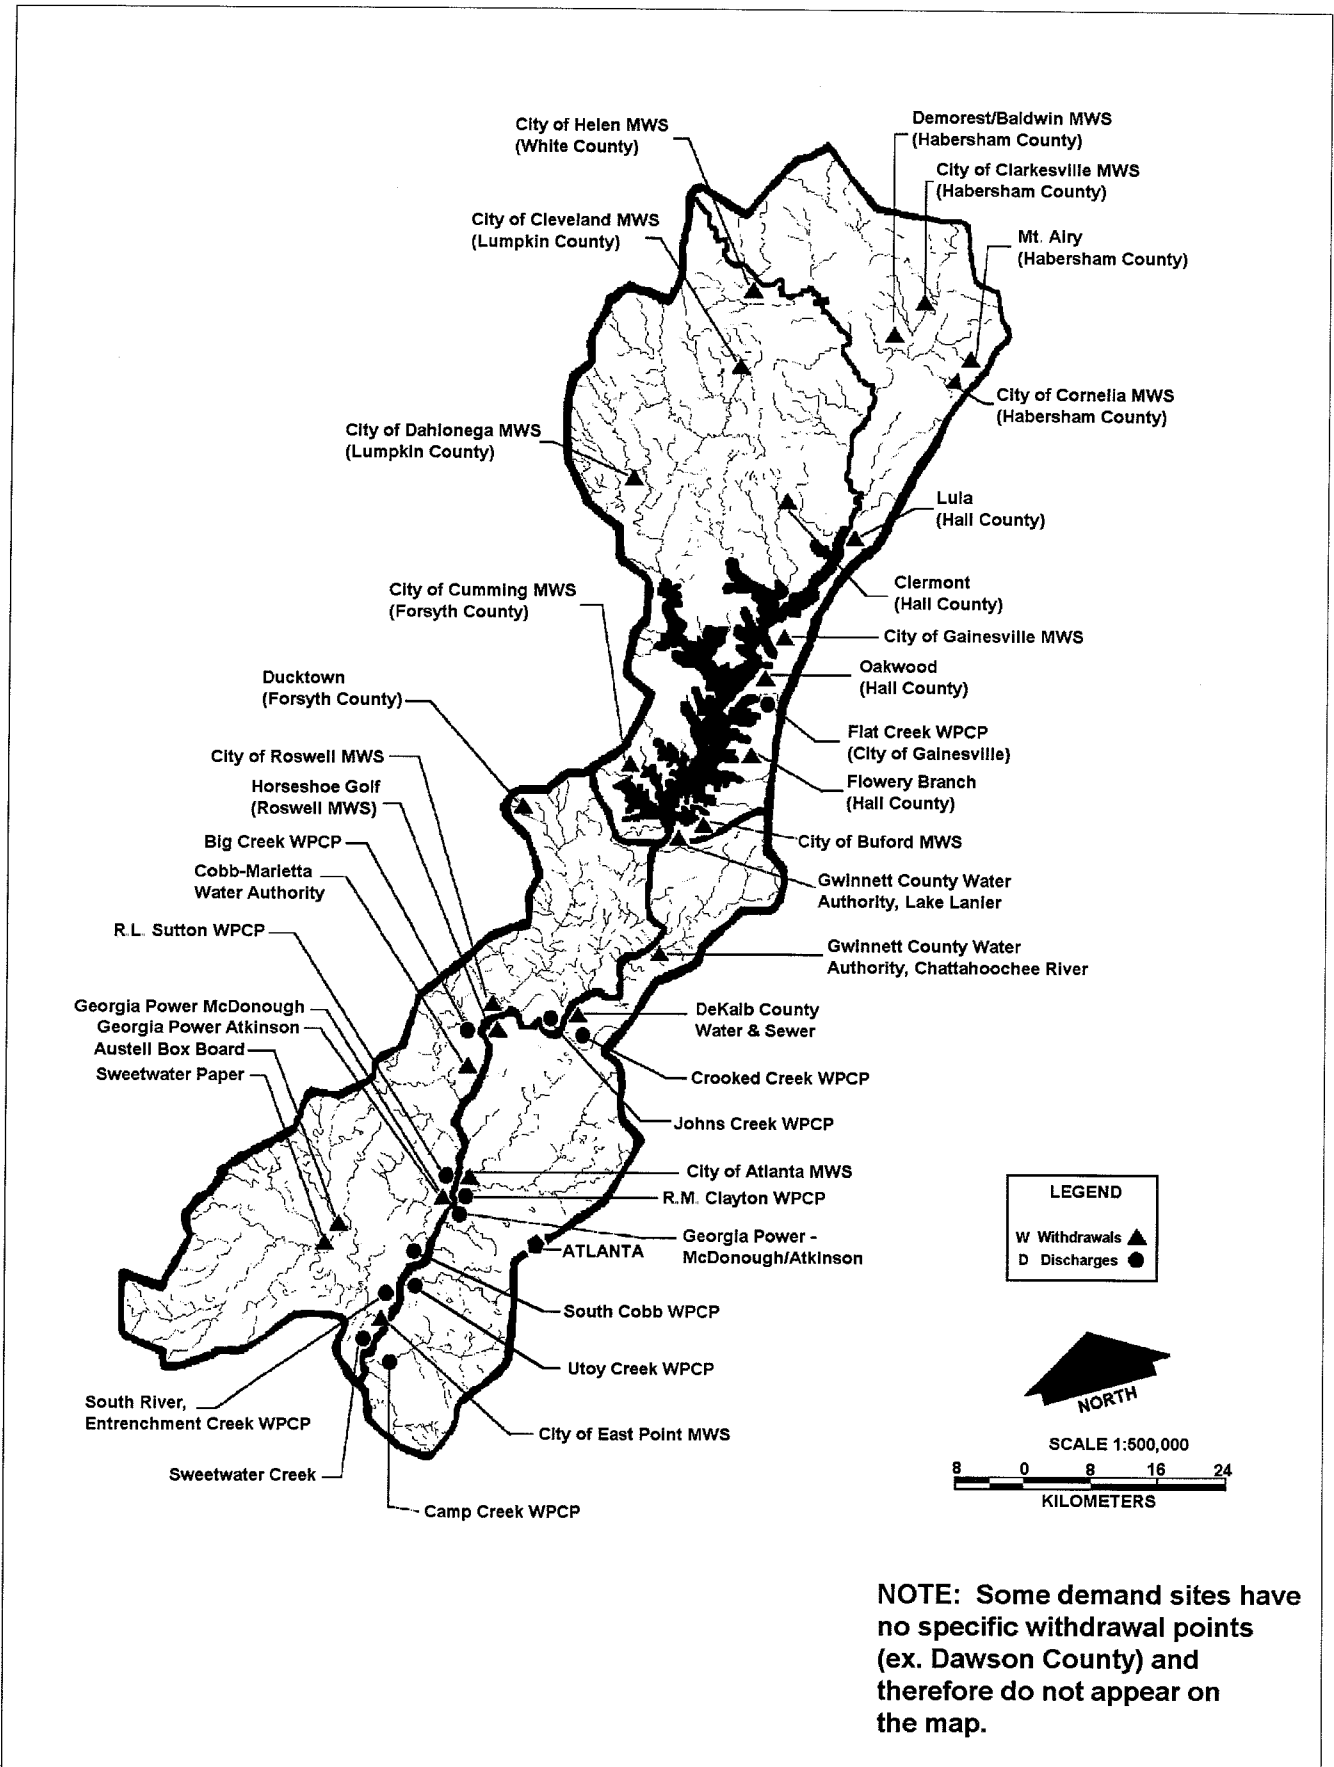 City of Helen MWS
(White County)
Demorest/Baldwin MWS
(Habersham County)
City of Clarkesville MWS
(Habersham County)
City of Cleveland MWS
(Lumpkin County)
Mt. Airy
(Habersham County)
City of Cornelia MWS
(Habersham County)
City of Dahlonega MWS
(Lumpkin County)
Lula
(Hall County)
City of Cumming MWS
(Forsyth County)
Clermont
(Hall County)
City of Gainesville MWS
Oakwood
(Hall County)
Ducktown
(Forsyth County)
Flat Creek WPCP
(City of Gainesville)
City of Roswell MWS
Flowery Branch
(Hall County)
Horseshoe Golf
(Roswell MWS)
Big Creek WPCP
City of Buford MWS
Cobb-Marietta
Water Authority
Gwinnett County Water
Authority, Lake Lanier
R.L. Sutton WPCP
Gwinnett County Water
Authority, Chattahoochee River
Georgia Power McDonough
Georgia Power Atkinson
Austell Box Board
Sweetwater Paper
DeKalb County
Water & Sewer
Crooked Creek WPCP
Johns Creek WPCP
City of Atlanta MWS
R.M. Clayton WPCP
Georgia Power -
McDonough/Atkinson
ATLANTA
South Cobb WPCP
Utoy Creek WPCP
South River,
Entrenchment Creek WPCP
City of East Point MWS
Sweetwater Creek
Camp Creek WPCP
LEGEND
W Withdrawals
D Discharges
NORTH
SCALE 1:500,000
8 0 8 16 24
KILOMETERS
NOTE: Some demand sites have
no specific withdrawal points
(ex. Dawson County) and
therefore do not appear on
the map.